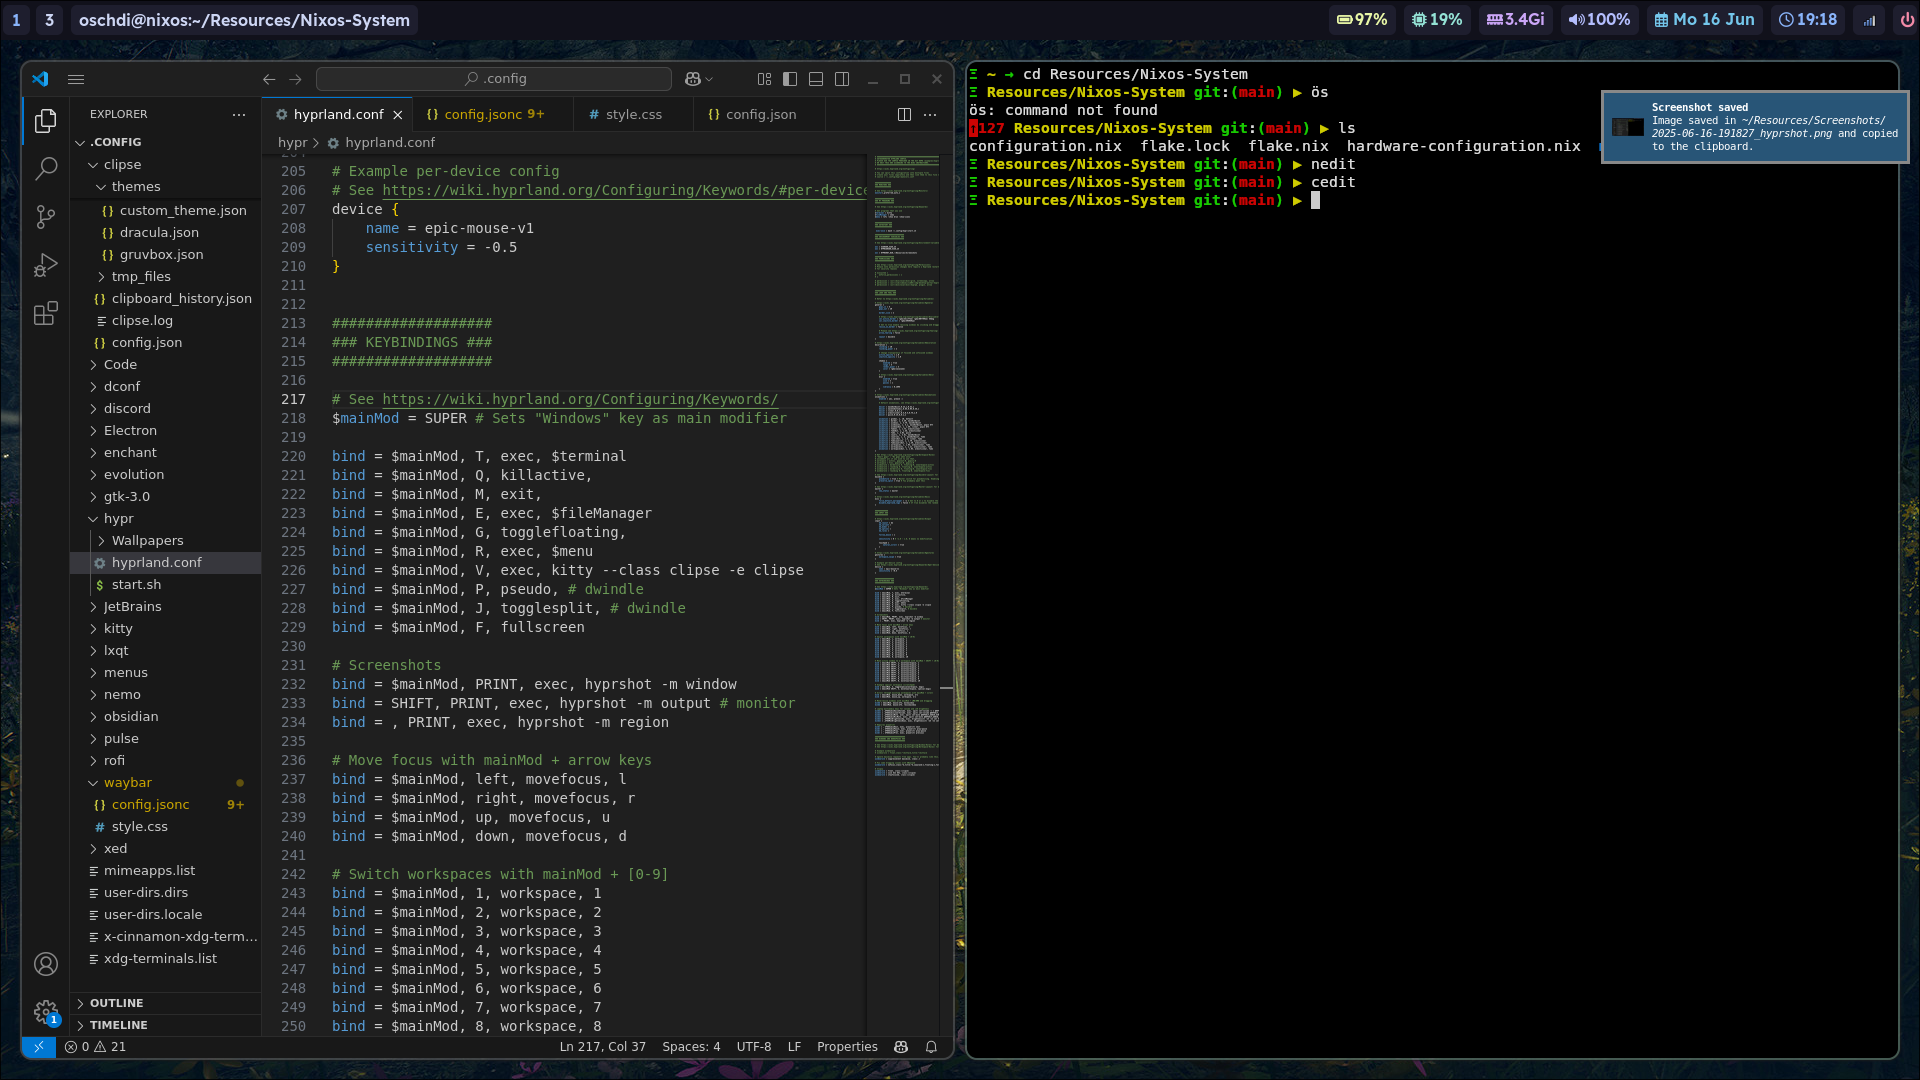 1 3 oschdi@nixos:~/Resources/Nixos-System 97% 19% 3.4Gi 100% Mo 16 Jun 19:18
.config
EXPLORER
.CONFIG
clipse
themes
custom_theme.json
dracula.json
gruvbox.json
tmp_files
clipboard_history.json
clipse.log
config.json
Code
dconf
discord
Electron
enchant
evolution
gtk-3.0
hypr
Wallpapers
hyprland.conf
start.sh
JetBrains
kitty
lxqt
menus
nemo
obsidian
pulse
rofi
waybar
config.jsonc 9+
style.css
xed
mimeapps.list
user-dirs.dirs
user-dirs.locale
x-cinnamon-xdg-term...
xdg-terminals.list
OUTLINE
TIMELINE
hyprland.conf config.jsonc 9+ style.css config.json
hypr > hyprland.conf
205 # Example per-device config
206 # See https://wiki.hyprland.org/Configuring/Keywords/#per-device
207 device {
208 name = epic-mouse-v1
209 sensitivity = -0.5
210 }
211
212
213 ###################
214 ### KEYBINDINGS ###
215 ###################
216
217 # See https://wiki.hyprland.org/Configuring/Keywords/
218 $mainMod = SUPER # Sets "Windows" key as main modifier
219
220 bind = $mainMod, T, exec, $terminal
221 bind = $mainMod, Q, killactive,
222 bind = $mainMod, M, exit,
223 bind = $mainMod, E, exec, $fileManager
224 bind = $mainMod, G, togglefloating,
225 bind = $mainMod, R, exec, $menu
226 bind = $mainMod, V, exec, kitty --class clipse -e clipse
227 bind = $mainMod, P, pseudo, # dwindle
228 bind = $mainMod, J, togglesplit, # dwindle
229 bind = $mainMod, F, fullscreen
230
231 # Screenshots
232 bind = $mainMod, PRINT, exec, hyprshot -m window
233 bind = SHIFT, PRINT, exec, hyprshot -m output # monitor
234 bind = , PRINT, exec, hyprshot -m region
235
236 # Move focus with mainMod + arrow keys
237 bind = $mainMod, left, movefocus, l
238 bind = $mainMod, right, movefocus, r
239 bind = $mainMod, up, movefocus, u
240 bind = $mainMod, down, movefocus, d
241
242 # Switch workspaces with mainMod + [0-9]
243 bind = $mainMod, 1, workspace, 1
244 bind = $mainMod, 2, workspace, 2
245 bind = $mainMod, 3, workspace, 3
246 bind = $mainMod, 4, workspace, 4
247 bind = $mainMod, 5, workspace, 5
248 bind = $mainMod, 6, workspace, 6
249 bind = $mainMod, 7, workspace, 7
250 bind = $mainMod, 8, workspace, 8
1
0 21 Ln 217, Col 37 Spaces: 4 UTF-8 LF Properties
~ → cd Resources/Nixos-System
Resources/Nixos-System git:(main) ▶ ös
ös: command not found
127 Resources/Nixos-System git:(main) ▶ ls
configuration.nix flake.lock flake.nix hardware-configuration.nix
Resources/Nixos-System git:(main) ▶ nedit
Resources/Nixos-System git:(main) ▶ cedit
Resources/Nixos-System git:(main) ▶
Screenshot saved
Image saved in ~/Resources/Screenshots/
2025-06-16-191827_hyprshot.png and copied
to the clipboard.